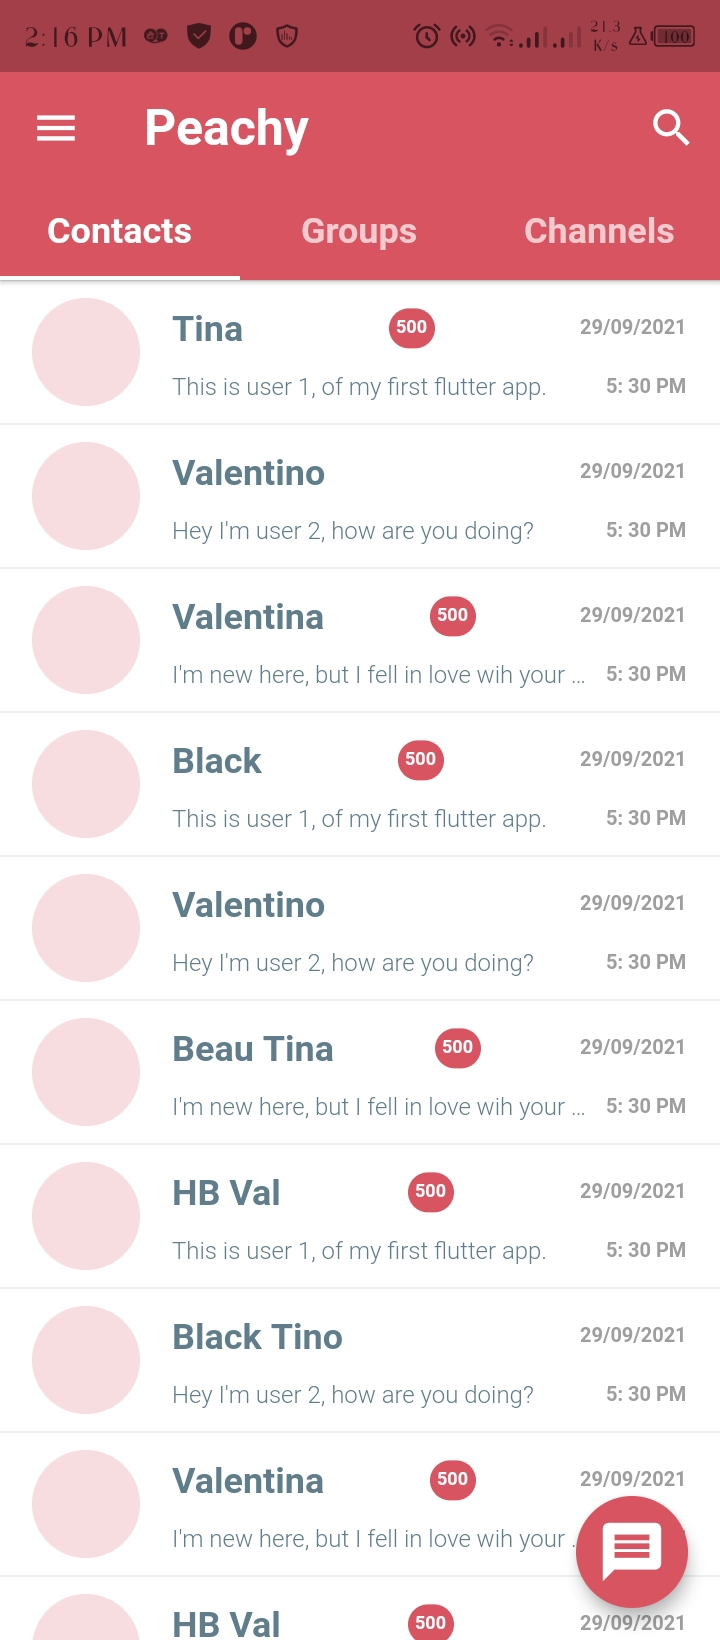 2:16 PM 21.3 K/s 100
Peachy
Contacts Groups Channels
Tina 500 29/09/2021
This is user 1, of my first flutter app. 5: 30 PM
Valentino 29/09/2021
Hey I'm user 2, how are you doing? 5: 30 PM
Valentina 500 29/09/2021
I'm new here, but I fell in love wih your ... 5: 30 PM
Black 500 29/09/2021
This is user 1, of my first flutter app. 5: 30 PM
Valentino 29/09/2021
Hey I'm user 2, how are you doing? 5: 30 PM
Beau Tina 500 29/09/2021
I'm new here, but I fell in love wih your ... 5: 30 PM
HB Val 500 29/09/2021
This is user 1, of my first flutter app. 5: 30 PM
Black Tino 29/09/2021
Hey I'm user 2, how are you doing? 5: 30 PM
Valentina 500 29/09/2021
I'm new here, but I fell in love wih your .
HB Val 500 29/09/2021